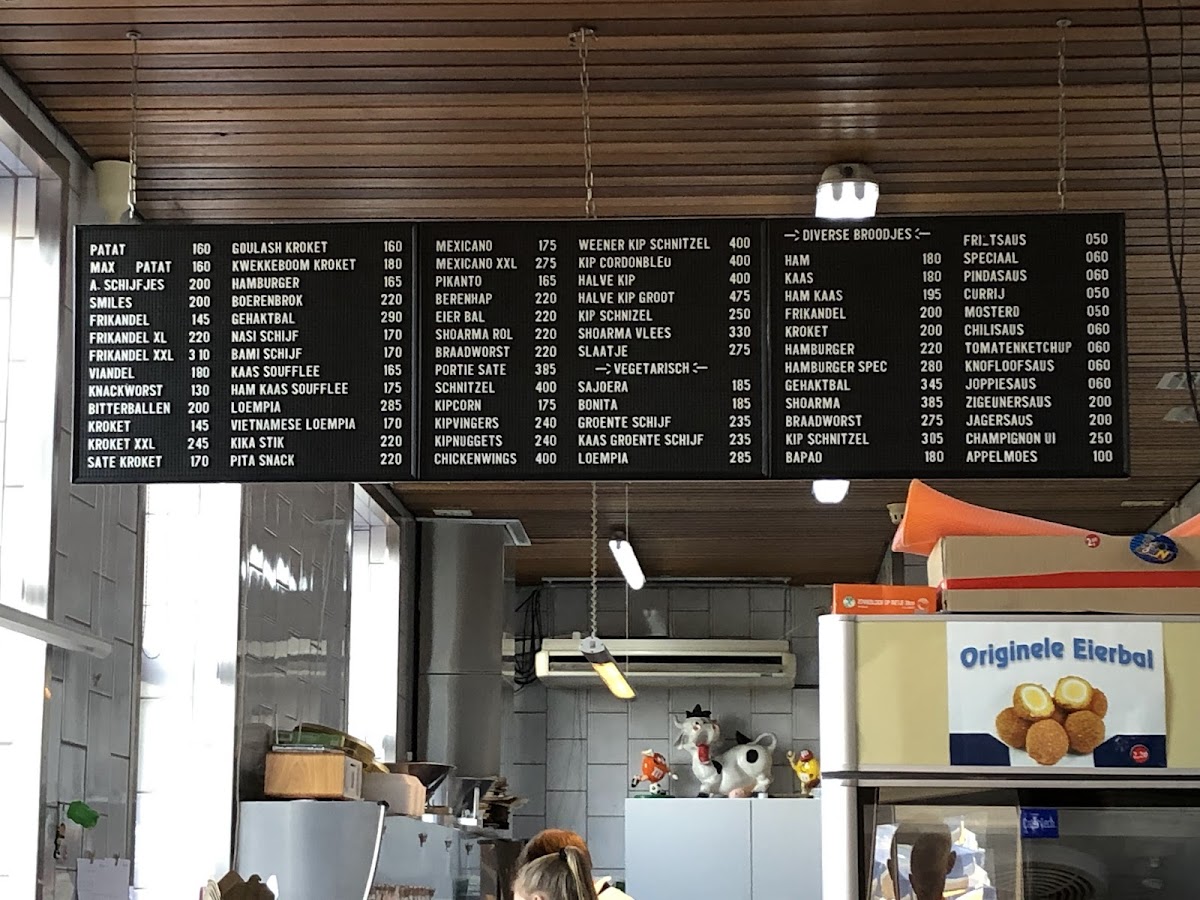 PATAT 160
MAX PATAT 160
A. SCHIJFJES 200
SMILES 200
FRIKANDEL 145
FRIKANDEL XL 220
FRIKANDEL XXL 310
VIANDEL 180
KNACKWORST 130
BITTERBALLEN 200
KROKET 145
KROKET XXL 245
SATE KROKET 170
GOULASH KROKET 160
KWEKKEBOOM KROKET 180
HAMBURGER 165
BOERENBROK 220
GEHAKTBAL 290
NASI SCHIJF 170
BAMI SCHIJF 170
KAAS SOUFFLEE 165
HAM KAAS SOUFFLEE 175
LOEMPIA 285
VIETNAMESE LOEMPIA 170
KIKA STIK 220
PITA SNACK 220
MEXICANO 175
MEXICANO XXL 275
PIKANTO 165
BERENHAP 220
EIER BAL 220
SHOARMA ROL 220
BRAADWORST 220
PORTIE SATE 385
SCHNITZEL 400
KIPCORN 175
KIPVINGERS 240
KIPNUGGETS 240
CHICKENWINGS 400
WEENER KIP SCHNITZEL 400
KIP CORDONBLEU 400
HALVE KIP 400
HALVE KIP GROOT 475
KIP SCHNIZEL 250
SHOARMA VLEES 330
SLAATJE 275
VEGETARISCH
SAJOERA 185
BONITA 185
GROENTE SCHIJF 235
KAAS GROENTE SCHIJF 235
LOEMPIA 285
DIVERSE BROODJES
HAM 180
KAAS 180
HAM KAAS 195
FRIKANDEL 200
KROKET 200
HAMBURGER 220
HAMBURGER SPEC 280
GEHAKTBAL 345
SHOARMA 385
BRAADWORST 275
KIP SCHNITZEL 305
BAPAO 180
FRI_TSAUS 050
SPECIAAL 060
PINDASAUS 060
CURRIJ 050
MOSTERD 050
CHILISAUS 060
TOMATENKETCHUP 060
KNOFLOOFSAUS 060
JOPPIESAUS 060
ZIGEUNERSAUS 200
JAGERSAUS 200
CHAMPIGNON UI 250
APPELMOES 100
Originele Eierbal
2.20